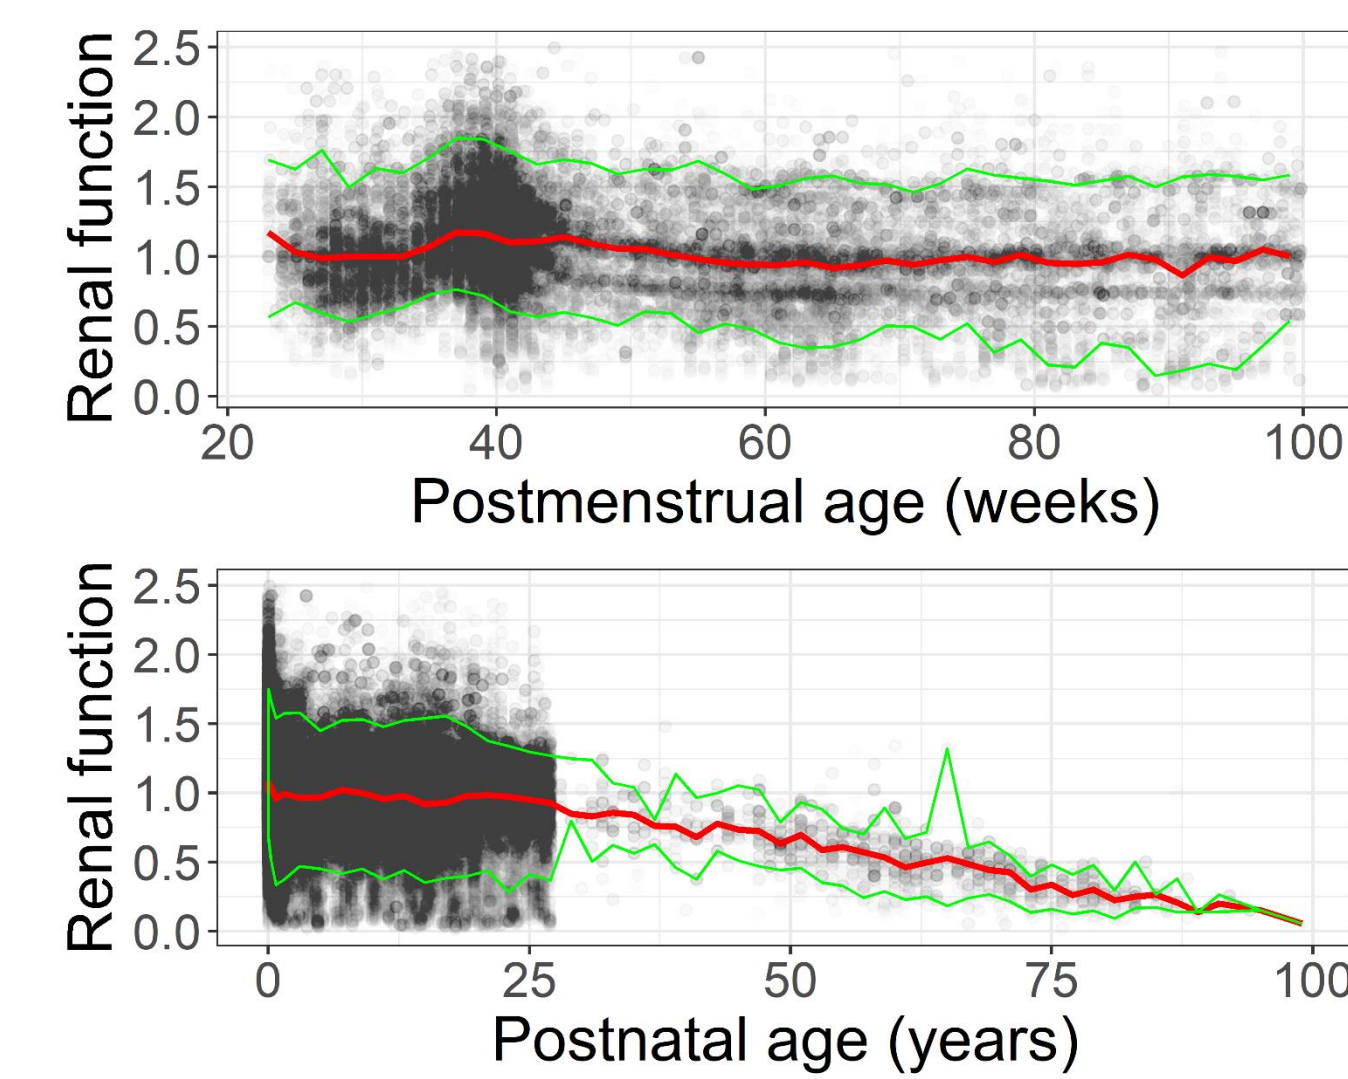 Renal function
2.5
2.0
1.5
1.0
0.5
0.0
20 40 60 80 100
Postmenstrual age (weeks)
Renal function
2.5
2.0
1.5
1.0
0.5
0.0
0 25 50 75 100
Postnatal age (years)